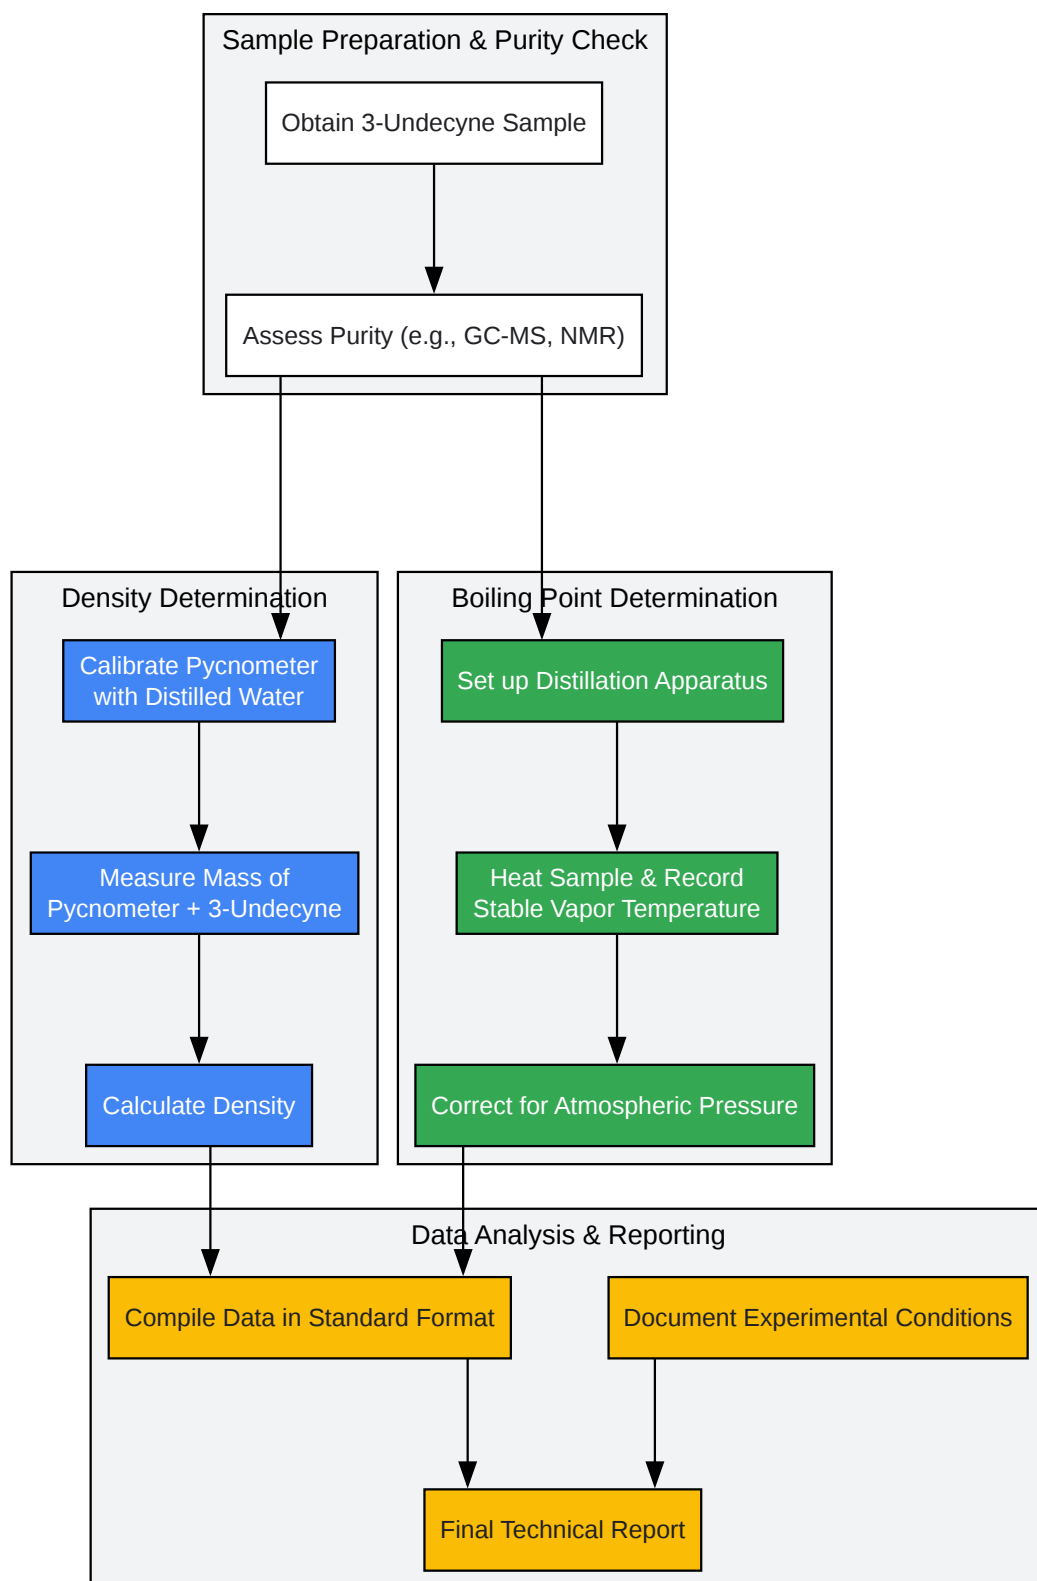 Sample Preparation & Purity Check
Obtain 3-Undecyne Sample
Assess Purity (e.g., GC-MS, NMR)
Density Determination
Calibrate Pycnometer
with Distilled Water
Measure Mass of
Pycnometer + 3-Undecyne
Calculate Density
Boiling Point Determination
Set up Distillation Apparatus
Heat Sample & Record
Stable Vapor Temperature
Correct for Atmospheric Pressure
Data Analysis & Reporting
Compile Data in Standard Format
Document Experimental Conditions
Final Technical Report